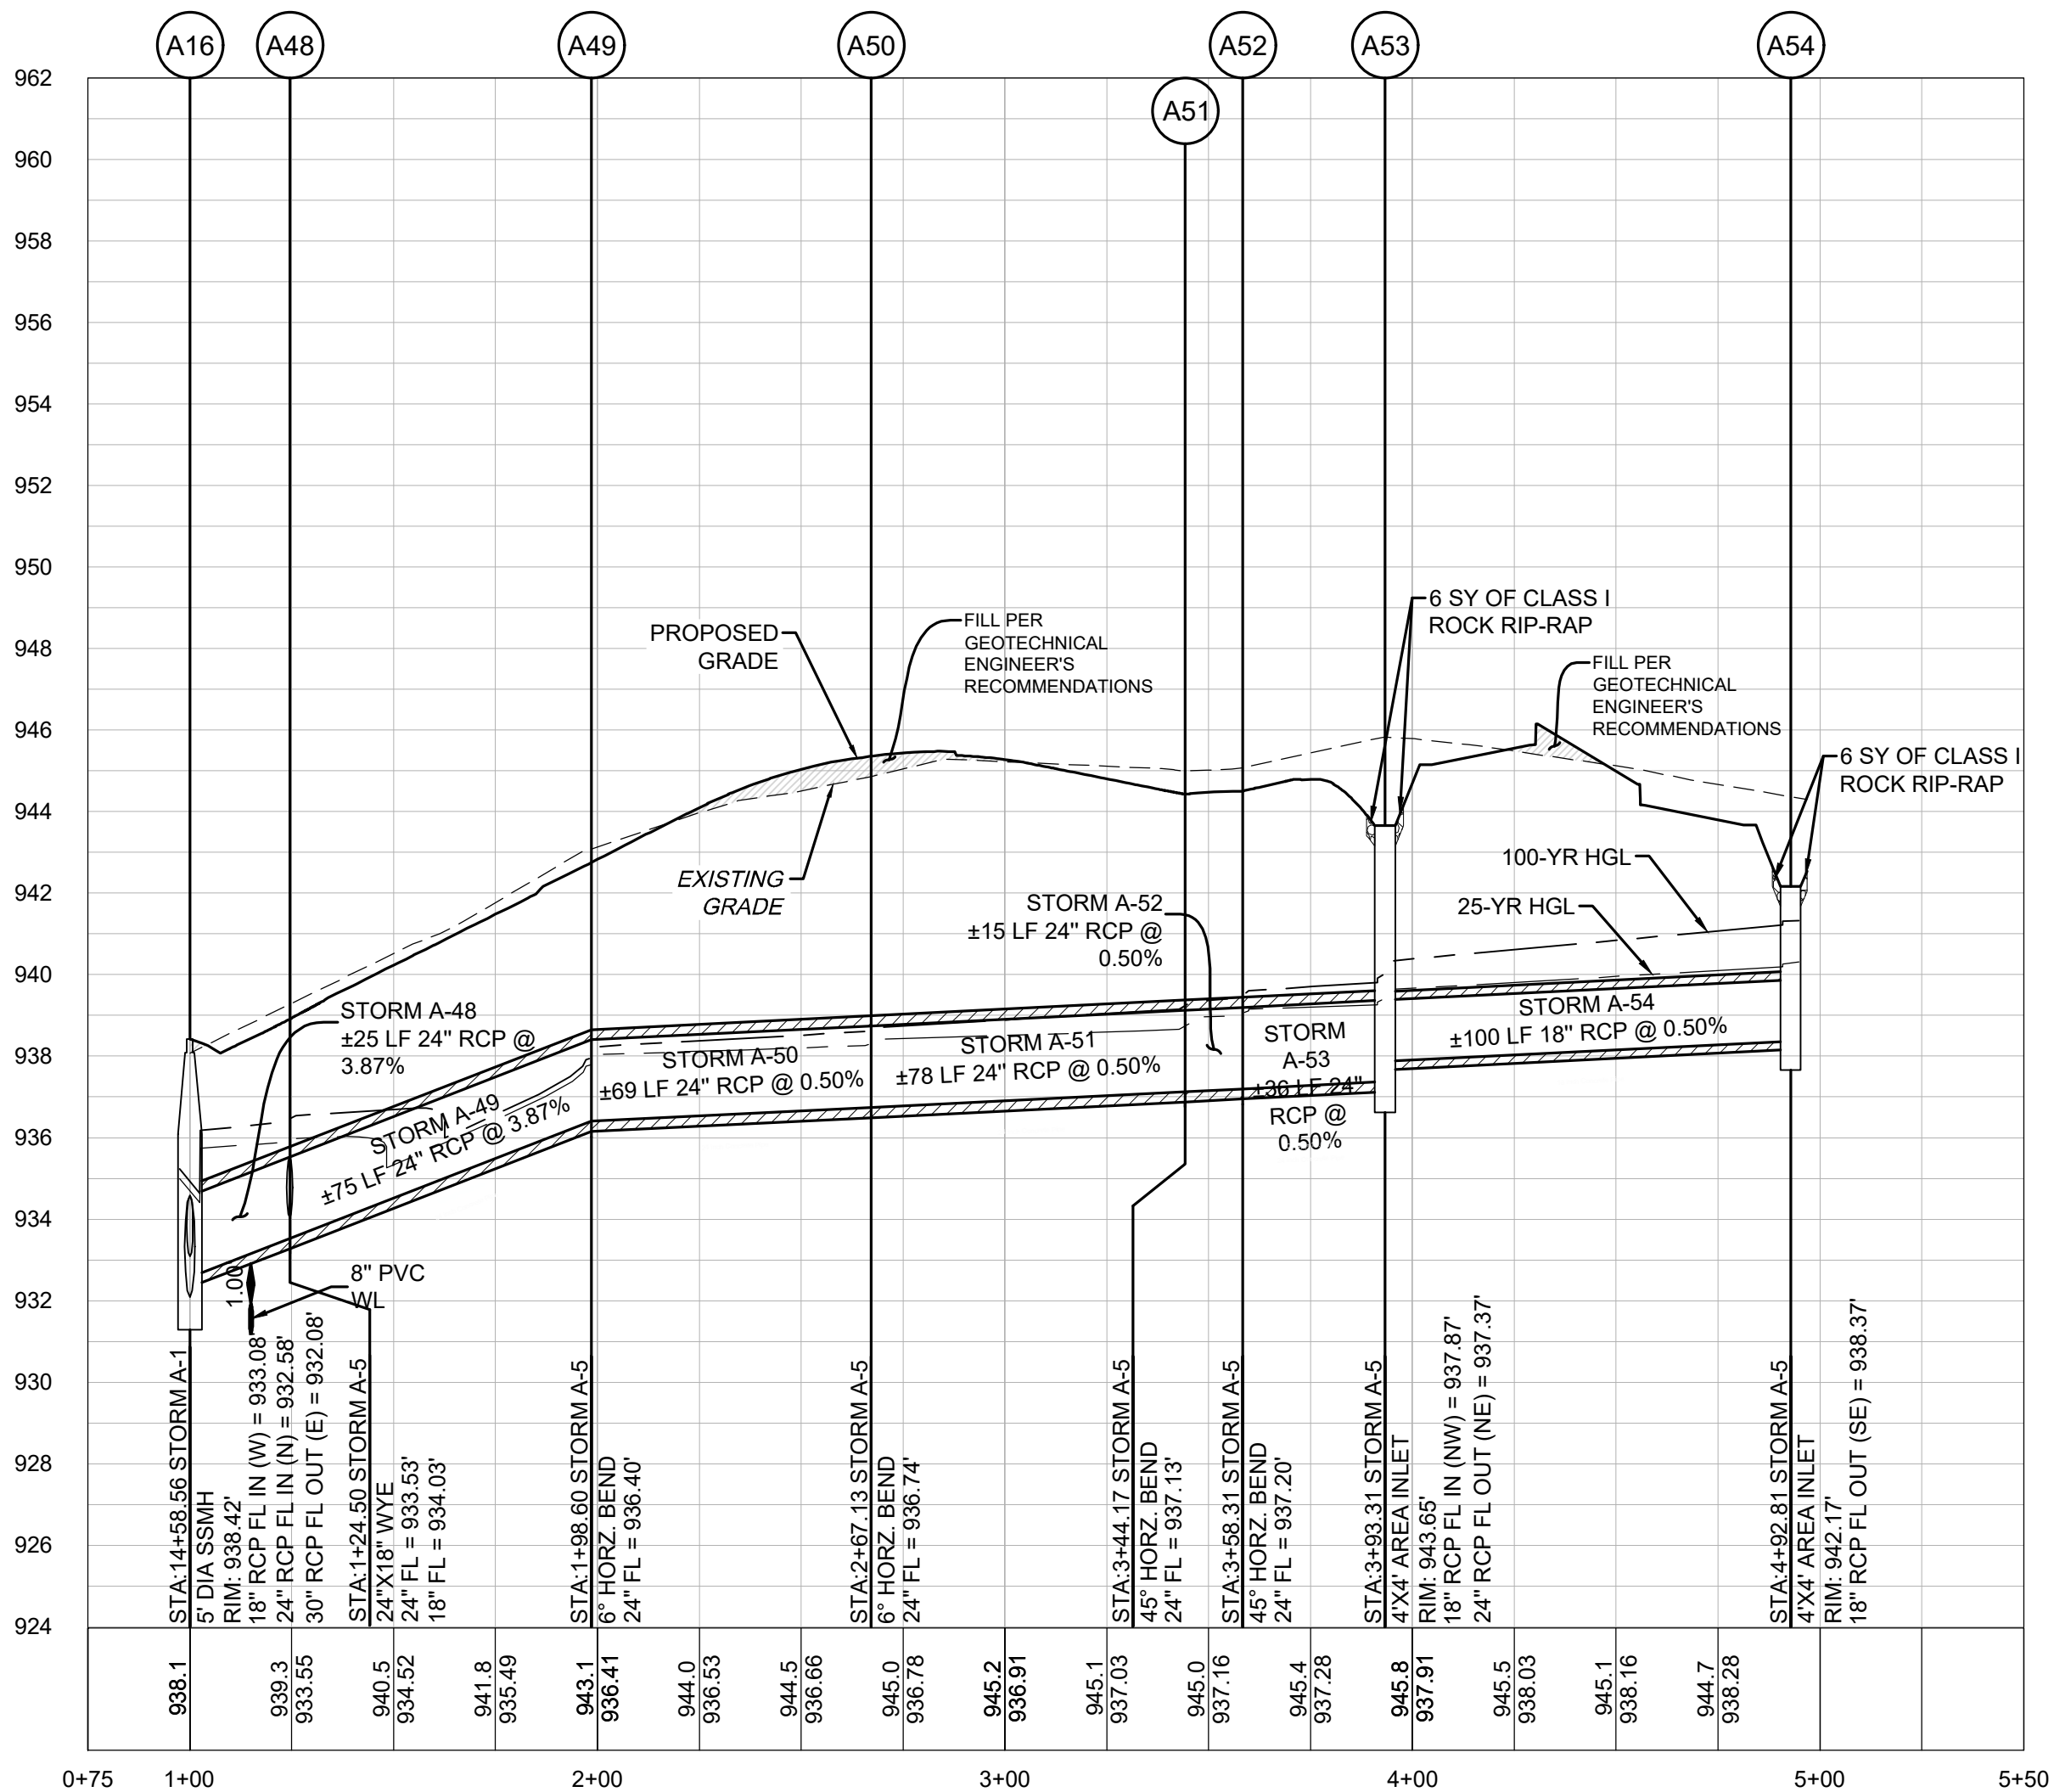 A16
A48
A49
A50
A51
A52
A53
A54
962
960
958
956
954
952
950
948
946
944
942
940
938
936
934
932
930
928
926
924
PROPOSED
GRADE
FILL PER
GEOTECHNICAL
ENGINEER'S
RECOMMENDATIONS
6 SY OF CLASS I
ROCK RIP-RAP
FILL PER
GEOTECHNICAL
ENGINEER'S
RECOMMENDATIONS
6 SY OF CLASS I
ROCK RIP-RAP
EXISTING
GRADE
100-YR HGL
25-YR HGL
STORM A-52
±15 LF 24" RCP @
0.50%
STORM A-48
±25 LF 24" RCP @
3.87%
STORM A-49
±75 LF 24" RCP @ 3.87%
STORM A-50
±69 LF 24" RCP @ 0.50%
STORM A-51
±78 LF 24" RCP @ 0.50%
STORM
A-53
±36 LF 24"
RCP @
0.50%
STORM A-54
±100 LF 18" RCP @ 0.50%
1.00
8" PVC
WL
STA:14+58.56 STORM A-1
5' DIA SSMH
RIM: 938.42'
18" RCP FL IN (W) = 933.08'
24" RCP FL IN (N) = 932.58'
30" RCP FL OUT (E) = 932.08'
STA:1+24.50 STORM A-5
24"X18" WYE
24" FL = 933.53'
18" FL = 934.03'
STA:1+98.60 STORM A-5
6° HORZ. BEND
24" FL = 936.40'
STA:2+67.13 STORM A-5
6° HORZ. BEND
24" FL = 936.74'
STA:3+44.17 STORM A-5
45° HORZ. BEND
24" FL = 937.13'
STA:3+58.31 STORM A-5
45° HORZ. BEND
24" FL = 937.20'
STA:3+93.31 STORM A-5
4'X4' AREA INLET
RIM: 943.65'
18" RCP FL IN (NW) = 937.87'
24" RCP FL OUT (NE) = 937.37'
STA:4+92.81 STORM A-5
4'X4' AREA INLET
RIM: 942.17'
18" RCP FL OUT (SE) = 938.37'
938.1
939.3
933.55
940.5
934.52
941.8
935.49
943.1
936.41
944.0
936.53
944.5
936.66
945.0
936.78
945.2
936.91
945.1
937.03
945.0
937.16
945.4
937.28
945.8
937.91
945.5
938.03
945.1
938.16
944.7
938.28
0+75
1+00
2+00
3+00
4+00
5+00
5+50